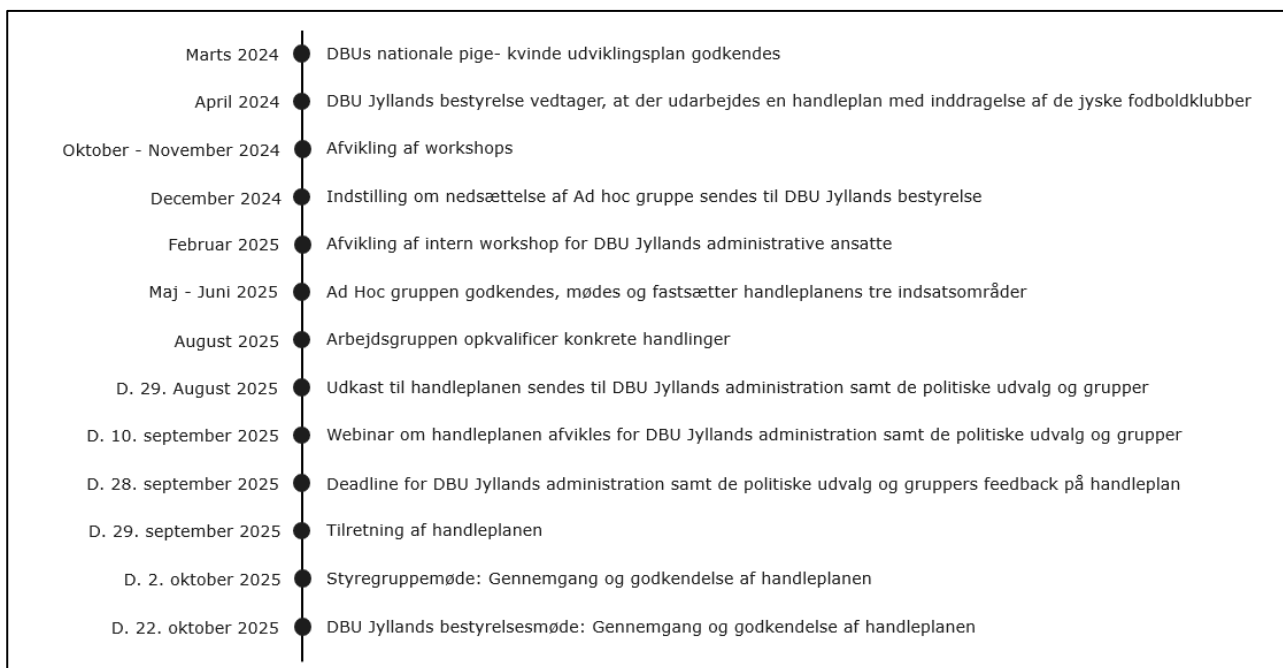 Marts 2024 DBUs nationale pige- kvinde udviklingsplan godkendes
April 2024 DBU Jyllands bestyrelse vedtager, at der udarbejdes en handleplan med inddragelse af de jyske fodboldklubber
Oktober - November 2024 Afvikling af workshops
December 2024 Indstilling om nedsættelse af Ad hoc gruppe sendes til DBU Jyllands bestyrelse
Februar 2025 Afvikling af intern workshop for DBU Jyllands administrative ansatte
Maj - Juni 2025 Ad Hoc gruppen godkendes, mødes og fastsætter handleplanens tre indsatsområder
August 2025 Arbejdsgruppen opkvalificer konkrete handlinger
D. 29. August 2025 Udkast til handleplanen sendes til DBU Jyllands administration samt de politiske udvalg og grupper
D. 10. september 2025 Webinar om handleplanen afvikles for DBU Jyllands administration samt de politiske udvalg og grupper
D. 28. september 2025 Deadline for DBU Jyllands administration samt de politiske udvalg og gruppers feedback på handleplan
D. 29. september 2025 Tilretning af handleplanen
D. 2. oktober 2025 Styregruppemøde: Gennemgang og godkendelse af handleplanen
D. 22. oktober 2025 DBU Jyllands bestyrelsesmøde: Gennemgang og godkendelse af handleplanen